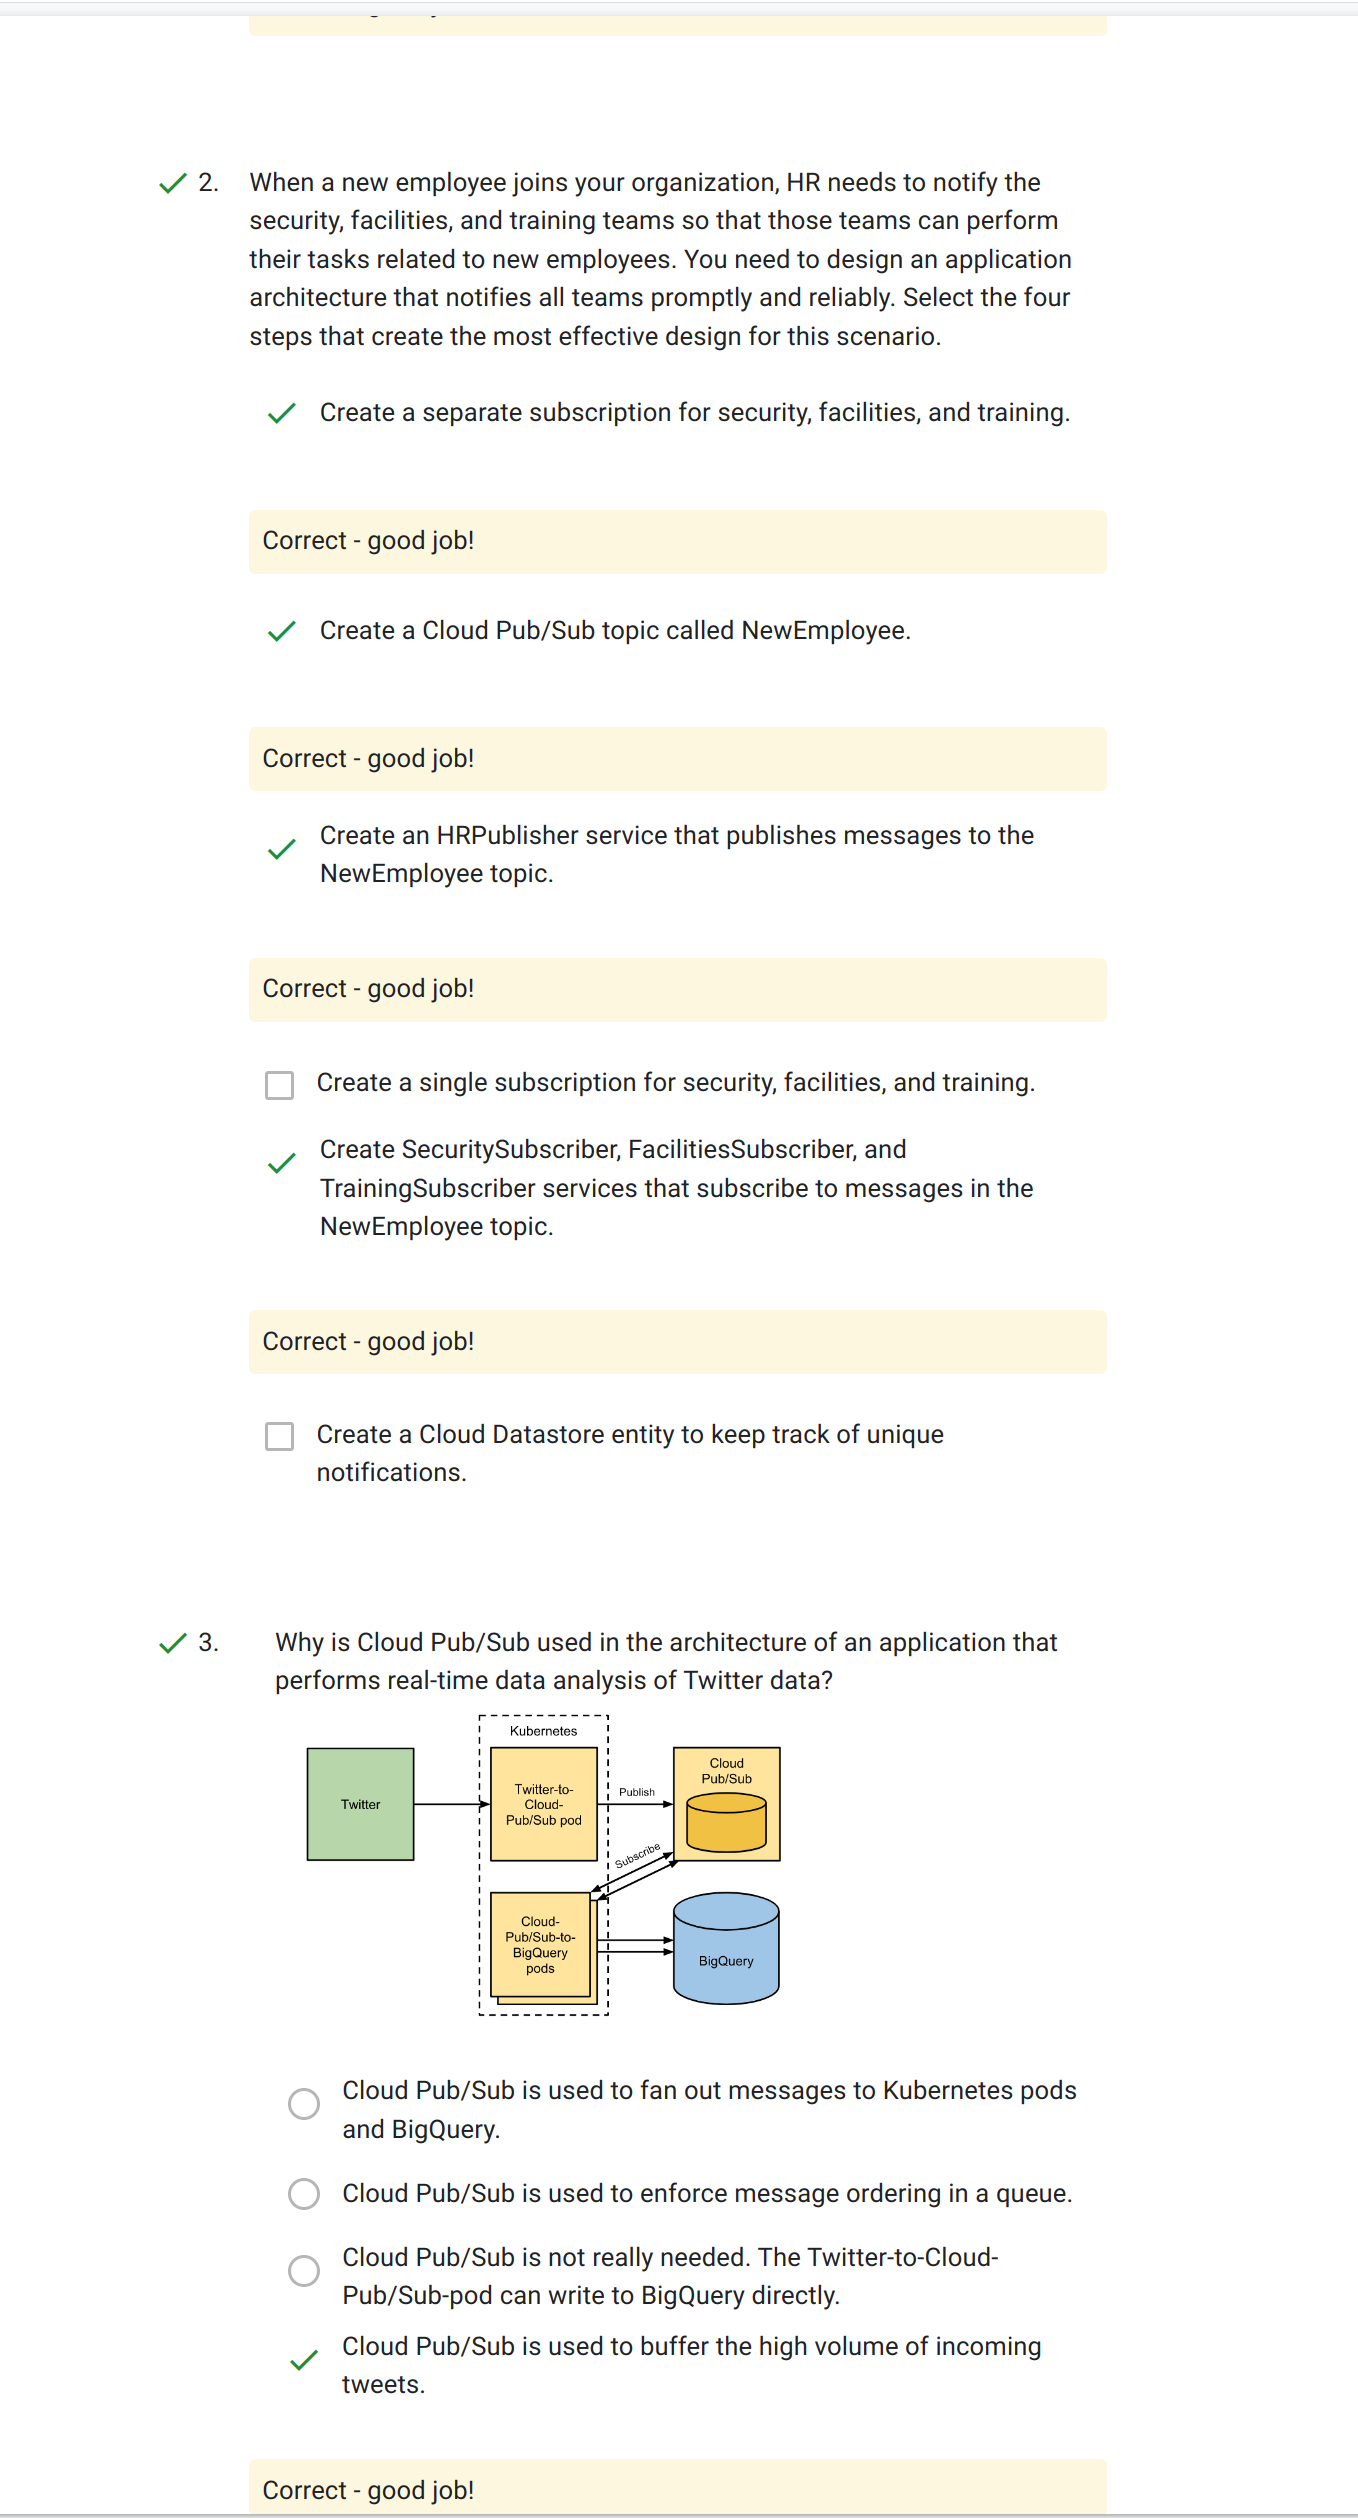 2. When a new employee joins your organization, HR needs to notify the
security, facilities, and training teams so that those teams can perform
their tasks related to new employees. You need to design an application
architecture that notifies all teams promptly and reliably. Select the four
steps that create the most effective design for this scenario.
Create a separate subscription for security, facilities, and training.
Correct - good job!
Create a Cloud Pub/Sub topic called NewEmployee.
Correct - good job!
Create an HRPublisher service that publishes messages to the
NewEmployee topic.
Correct - good job!
Create a single subscription for security, facilities, and training.
Create SecuritySubscriber, FacilitiesSubscriber, and
TrainingSubscriber services that subscribe to messages in the
NewEmployee topic.
Correct - good job!
Create a Cloud Datastore entity to keep track of unique
notifications.
3. Why is Cloud Pub/Sub used in the architecture of an application that
performs real-time data analysis of Twitter data?
Kubernetes
Twitter
Twitter-to-
Cloud-
Pub/Sub pod
Publish
Cloud
Pub/Sub
Subscribe
Cloud-
Pub/Sub-to-
BigQuery
pods
BigQuery
Cloud Pub/Sub is used to fan out messages to Kubernetes pods
and BigQuery.
Cloud Pub/Sub is used to enforce message ordering in a queue.
Cloud Pub/Sub is not really needed. The Twitter-to-Cloud-
Pub/Sub-pod can write to BigQuery directly.
Cloud Pub/Sub is used to buffer the high volume of incoming
tweets.
Correct - good job!